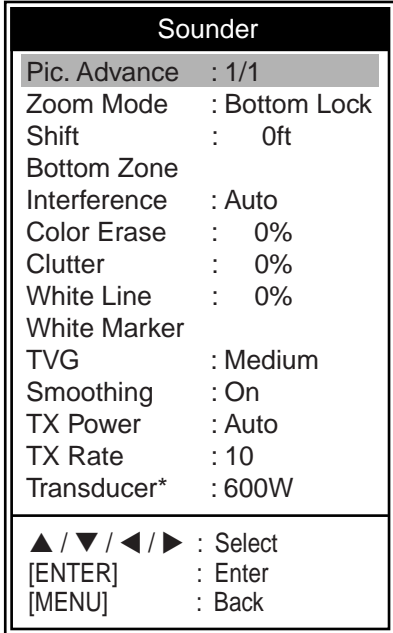 Sounder
Pic. Advance : 1/1
Zoom Mode : Bottom Lock
Shift : 0ft
Bottom Zone
Interference : Auto
Color Erase : 0%
Clutter : 0%
White Line : 0%
White Marker
TVG : Medium
Smoothing : On
TX Power : Auto
TX Rate : 10
Transducer* : 600W
▲ / ▼ / ◀ / ▶ : Select
[ENTER] : Enter
[MENU] : Back